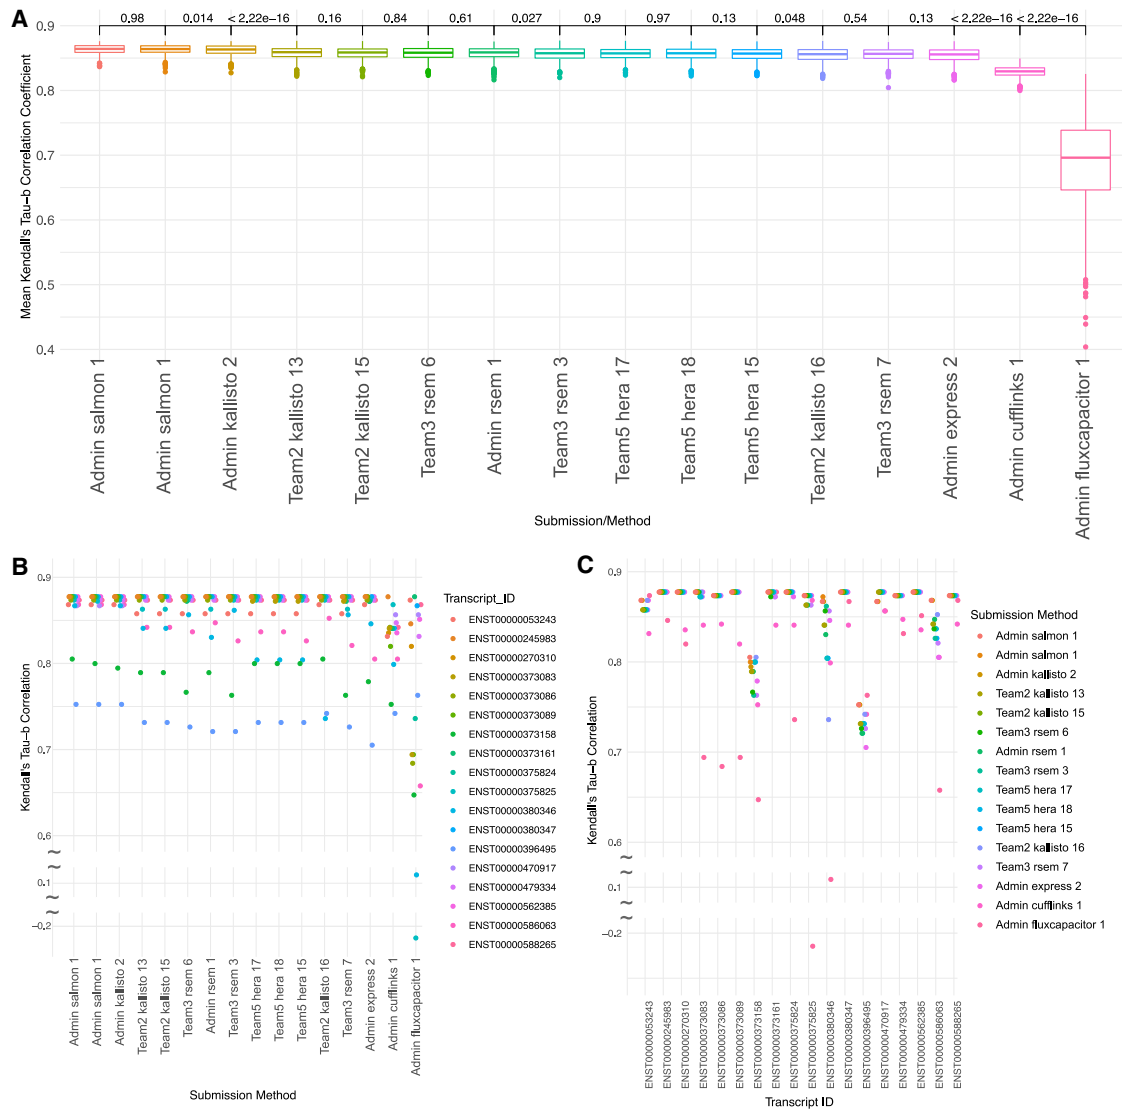 A
0.98
0.014
< 2.22e−16
0.16
0.84
0.61
0.027
0.9
0.97
0.13
0.048
0.54
0.13
< 2.22e−16
< 2.22e−16
0.9
0.8
0.7
0.6
0.5
0.4
Mean Kendall's Tau−b Correlation Coefficient
Admin salmon 1
Admin salmon 1
Admin kallisto 2
Team2 kallisto 13
Team2 kallisto 15
Team3 rsem 6
Admin rsem 1
Team3 rsem 3
Team5 hera 17
Team5 hera 18
Team5 hera 15
Team2 kallisto 16
Team3 rsem 7
Admin express 2
Admin cufflinks 1
Admin fluxcapacitor 1
Submission/Method
B
0.9
0.8
0.7
0.6
~
0.1
~
−0.2
Kendall's Tau−b Correlation
Admin salmon 1
Admin salmon 1
Admin kallisto 2
Team2 kallisto 13
Team2 kallisto 15
Team3 rsem 6
Admin rsem 1
Team3 rsem 3
Team5 hera 17
Team5 hera 18
Team5 hera 15
Team2 kallisto 16
Team3 rsem 7
Admin express 2
Admin cufflinks 1
Admin fluxcapacitor 1
Submission Method
Transcript_ID
ENST00000053243
ENST00000245983
ENST00000270310
ENST00000373083
ENST00000373086
ENST00000373089
ENST00000373158
ENST00000373161
ENST00000375824
ENST00000375825
ENST00000380346
ENST00000380347
ENST00000396495
ENST00000470917
ENST00000479334
ENST00000562385
ENST00000586063
ENST00000588265
C
0.9
0.8
0.7
0.6
~
0.1
~
−0.2
Kendall's Tau−b Correlation
ENST00000053243
ENST00000245983
ENST00000270310
ENST00000373083
ENST00000373086
ENST00000373089
ENST00000373158
ENST00000373161
ENST00000375824
ENST00000375825
ENST00000380346
ENST00000380347
ENST00000396495
ENST00000470917
ENST00000479334
ENST00000562385
ENST00000586063
ENST00000588265
Transcript ID
Submission Method
Admin salmon 1
Admin salmon 1
Admin kallisto 2
Team2 kallisto 13
Team2 kallisto 15
Team3 rsem 6
Admin rsem 1
Team3 rsem 3
Team5 hera 17
Team5 hera 18
Team5 hera 15
Team2 kallisto 16
Team3 rsem 7
Admin express 2
Admin cufflinks 1
Admin fluxcapacitor 1